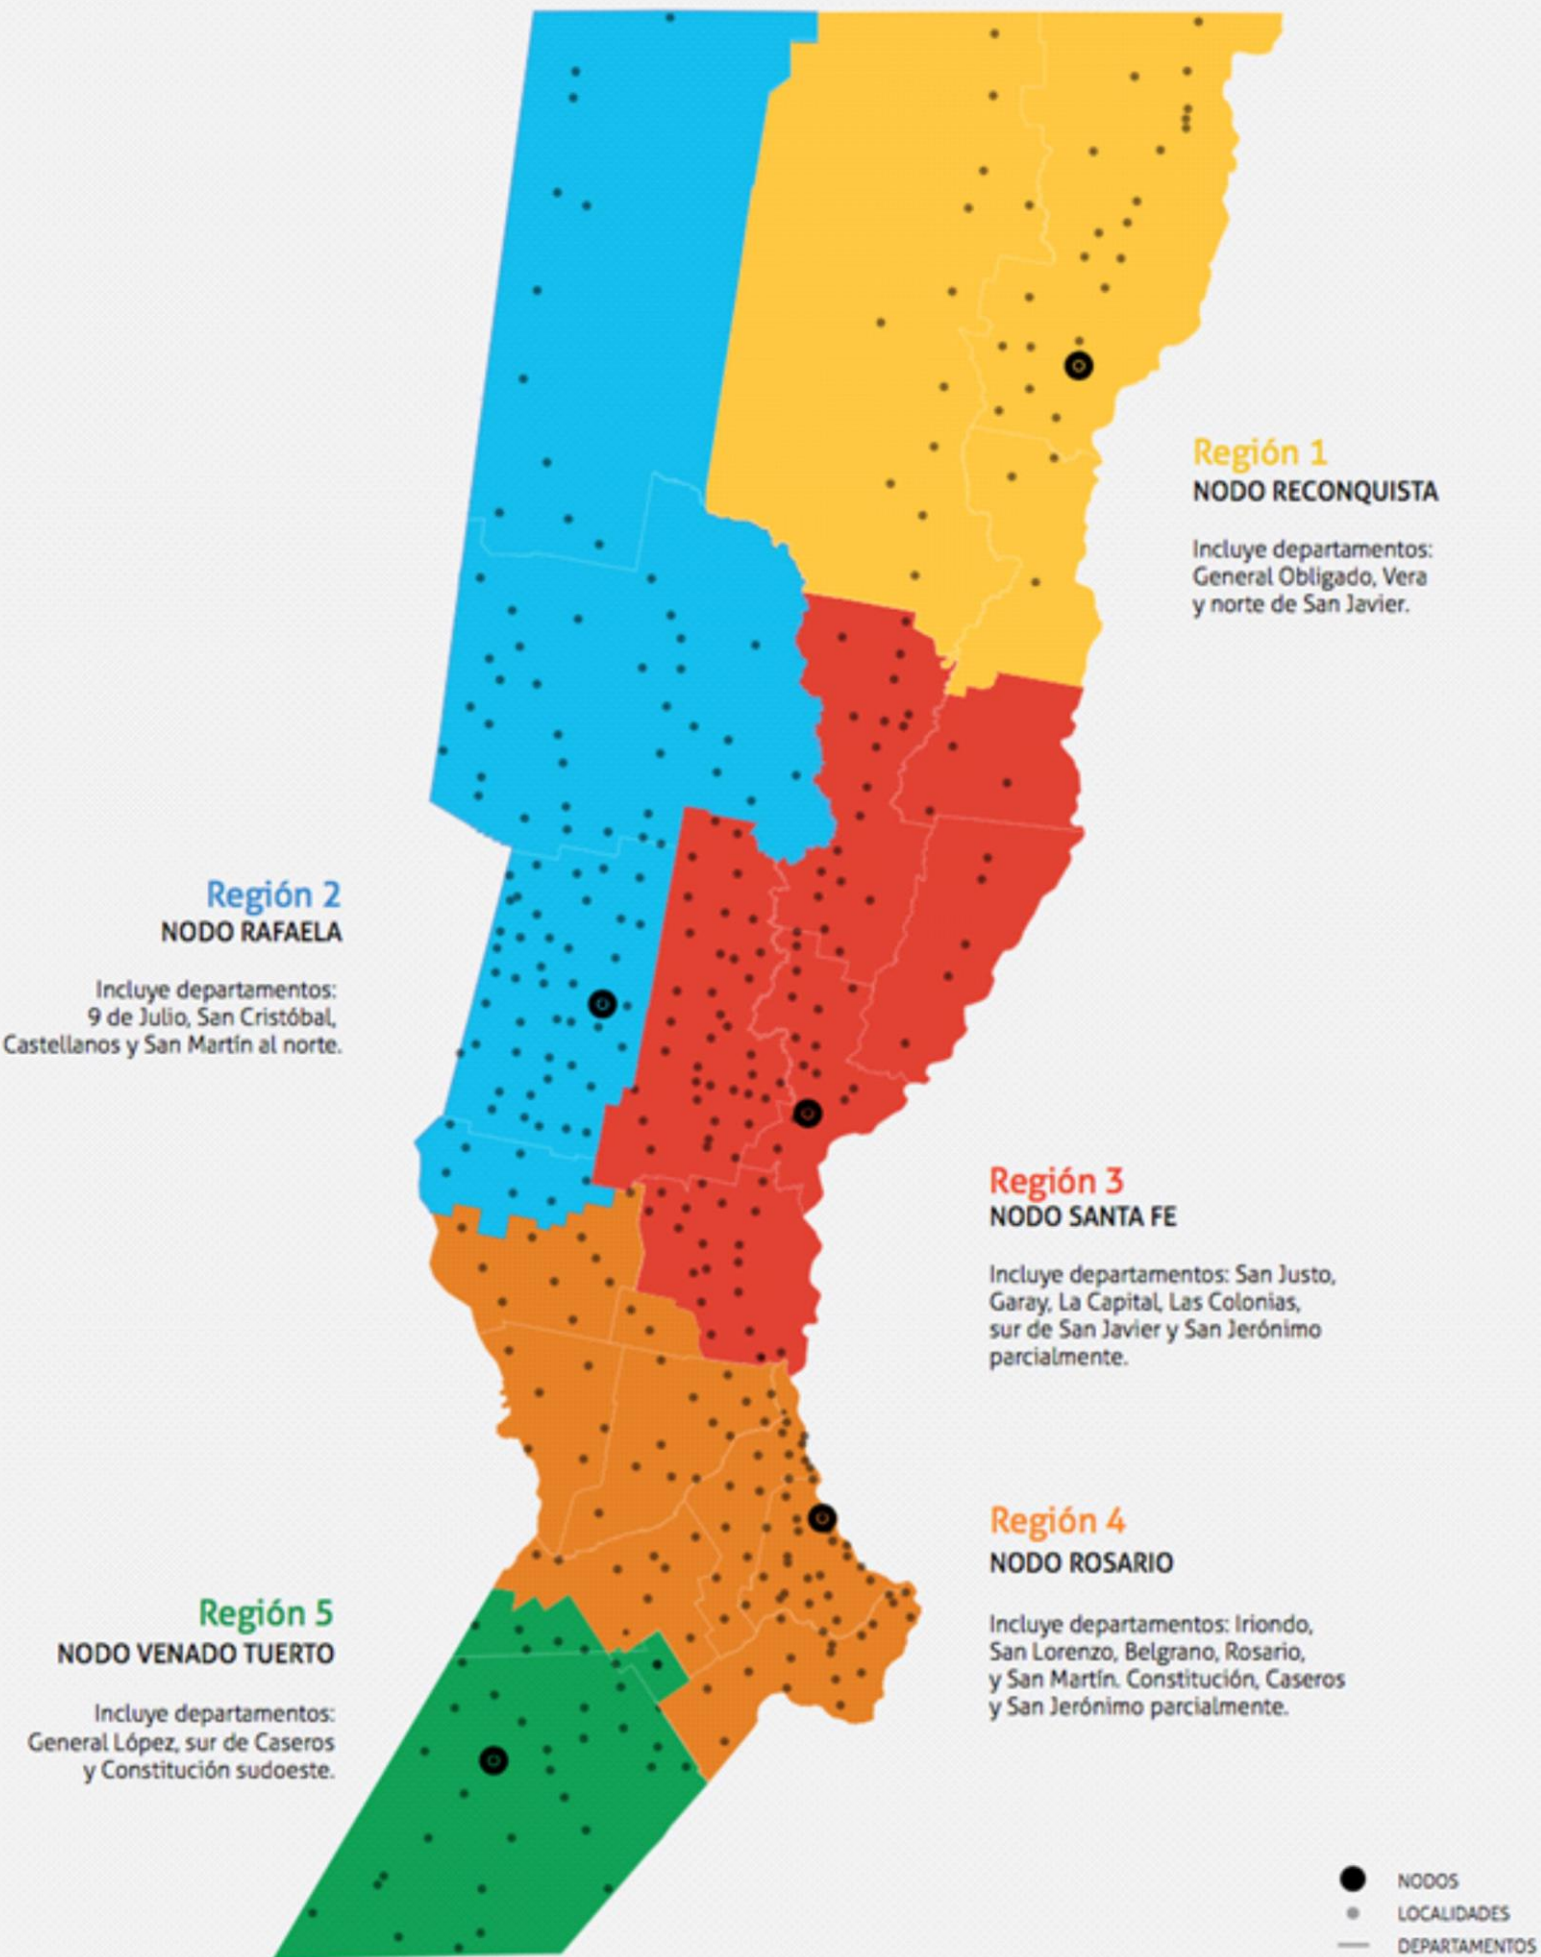 Región 1
NODO RECONQUISTA
Incluye departamentos:
General Obligado, Vera
y norte de San Javier.
Región 2
NODO RAFAELA
Incluye departamentos:
9 de Julio, San Cristóbal,
Castellanos y San Martín al norte.
Región 3
NODO SANTA FE
Incluye departamentos: San Justo,
Garay, La Capital, Las Colonias,
sur de San Javier y San Jerónimo
parcialmente.
Región 4
NODO ROSARIO
Incluye departamentos: Iriondo,
San Lorenzo, Belgrano, Rosario,
y San Martín. Constitución, Caseros
y San Jerónimo parcialmente.
Región 5
NODO VENADO TUERTO
Incluye departamentos:
General López, sur de Caseros
y Constitución sudoeste.
NODOS
LOCALIDADES
DEPARTAMENTOS